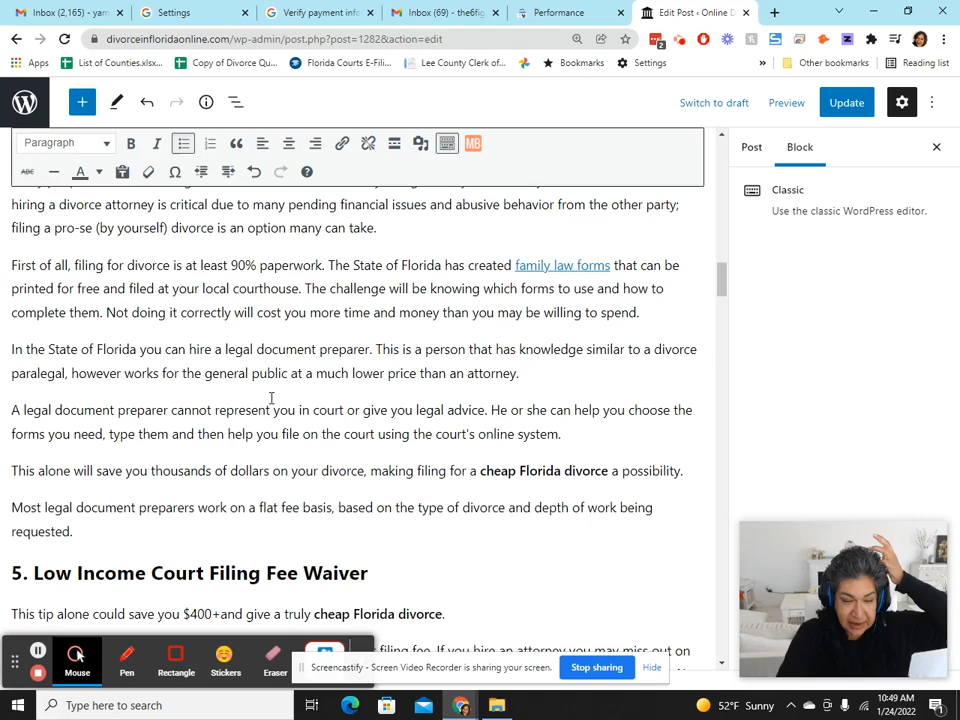 Inbox (2,165) - yam
Settings
Verify payment info
Inbox (69) - the6fig
Performance
Edit Post ‹ Online D
divorceinfloridaonline.com/wp-admin/post.php?post=1282&action=edit
Apps
List of Counties.xlsx...
Copy of Divorce Qu...
Florida Courts E-Fili...
Lee County Clerk of...
Bookmarks
Settings
»
Other bookmarks
Reading list
Switch to draft
Preview
Update
Paragraph
B
I
MB
ABC
A
Post
Block
Classic
Use the classic WordPress editor.
hiring a divorce attorney is critical due to many pending financial issues and abusive behavior from the other party;
filing a pro-se (by yourself) divorce is an option many can take.
First of all, filing for divorce is at least 90% paperwork. The State of Florida has created family law forms that can be
printed for free and filed at your local courthouse. The challenge will be knowing which forms to use and how to
complete them. Not doing it correctly will cost you more time and money than you may be willing to spend.
In the State of Florida you can hire a legal document preparer. This is a person that has knowledge similar to a divorce
paralegal, however works for the general public at a much lower price than an attorney.
A legal document preparer cannot represent you in court or give you legal advice. He or she can help you choose the
forms you need, type them and then help you file on the court using the court's online system.
This alone will save you thousands of dollars on your divorce, making filing for a cheap Florida divorce a possibility.
Most legal document preparers work on a flat fee basis, based on the type of divorce and depth of work being
requested.
5. Low Income Court Filing Fee Waiver
This tip alone could save you $400+and give a truly cheap Florida divorce.
filing fee. If you hire an attorney you may miss out on
Mouse
Pen
Rectangle
Stickers
Eraser
Screencastify - Screen Video Recorder is sharing your screen.
Stop sharing
Hide
Type here to search
52°F Sunny
10:49 AM
1/24/2022